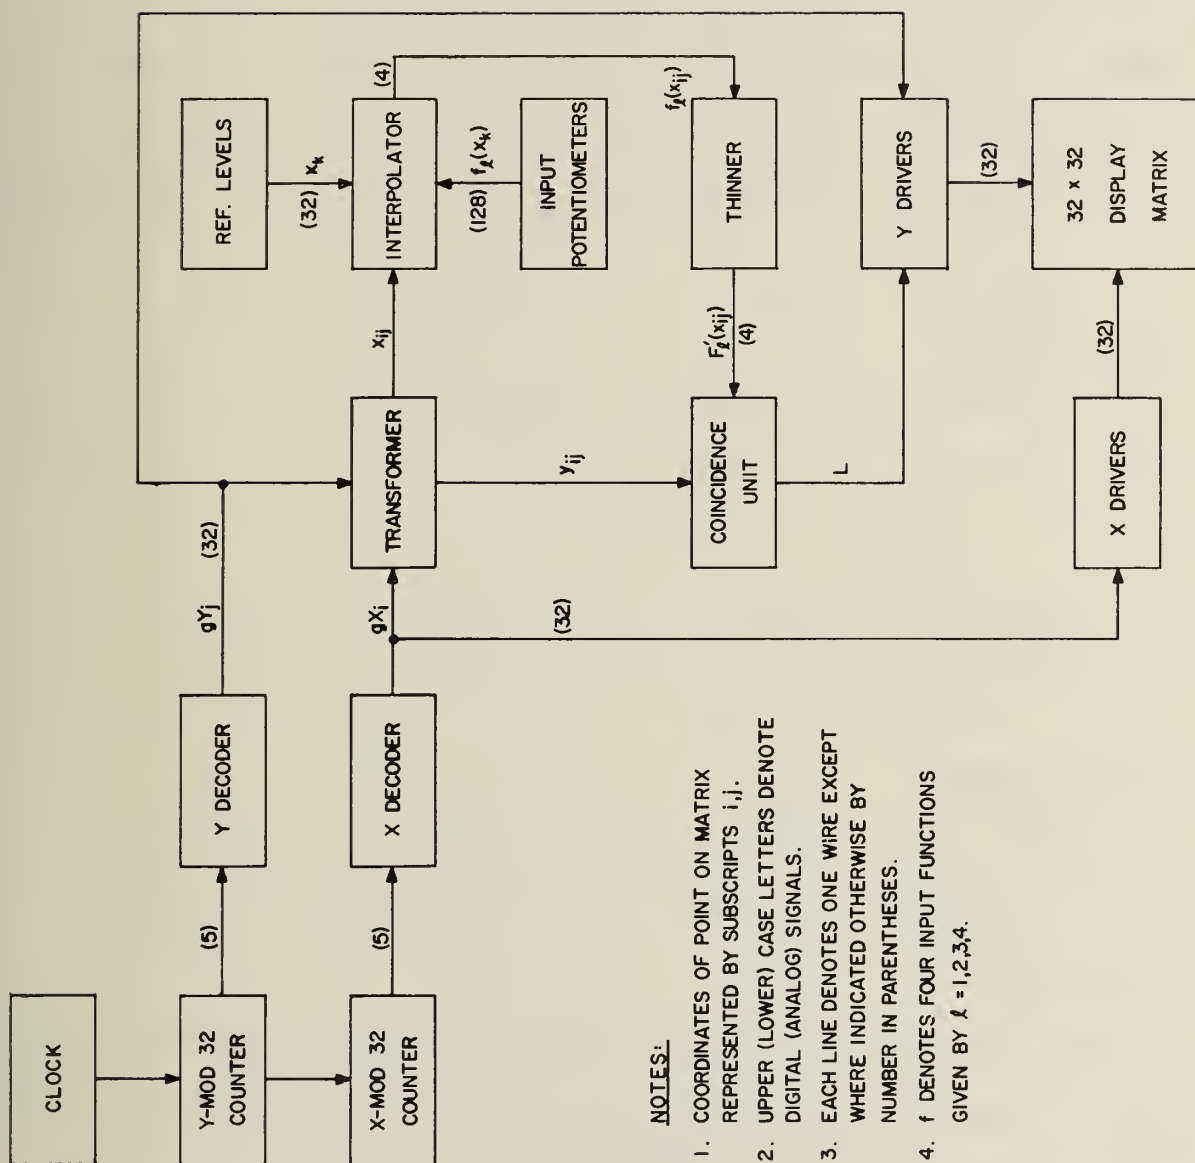 CLOCK
Y-MOD 32
COUNTER
X-MOD 32
COUNTER
(5)
(5)
Y DECODER
X DECODER
gYj
(32)
gXi
(32)
TRANSFORMER
xij
yij
REF. LEVELS
(32) xk
INTERPOLATOR
(4)
(128) fℓ(xk)
INPUT
POTENTIOMETERS
fℓ(xij)
THINNER
F′ℓ(xij)
(4)
COINCIDENCE
UNIT
L
Y DRIVERS
(32)
X DRIVERS
(32)
32 x 32
DISPLAY
MATRIX
NOTES:
1. COORDINATES OF POINT ON MATRIX
REPRESENTED BY SUBSCRIPTS i,j.
2. UPPER (LOWER) CASE LETTERS DENOTE
DIGITAL (ANALOG) SIGNALS.
3. EACH LINE DENOTES ONE WIRE EXCEPT
WHERE INDICATED OTHERWISE BY
NUMBER IN PARENTHESES.
4. f DENOTES FOUR INPUT FUNCTIONS
GIVEN BY ℓ = 1,2,3,4.